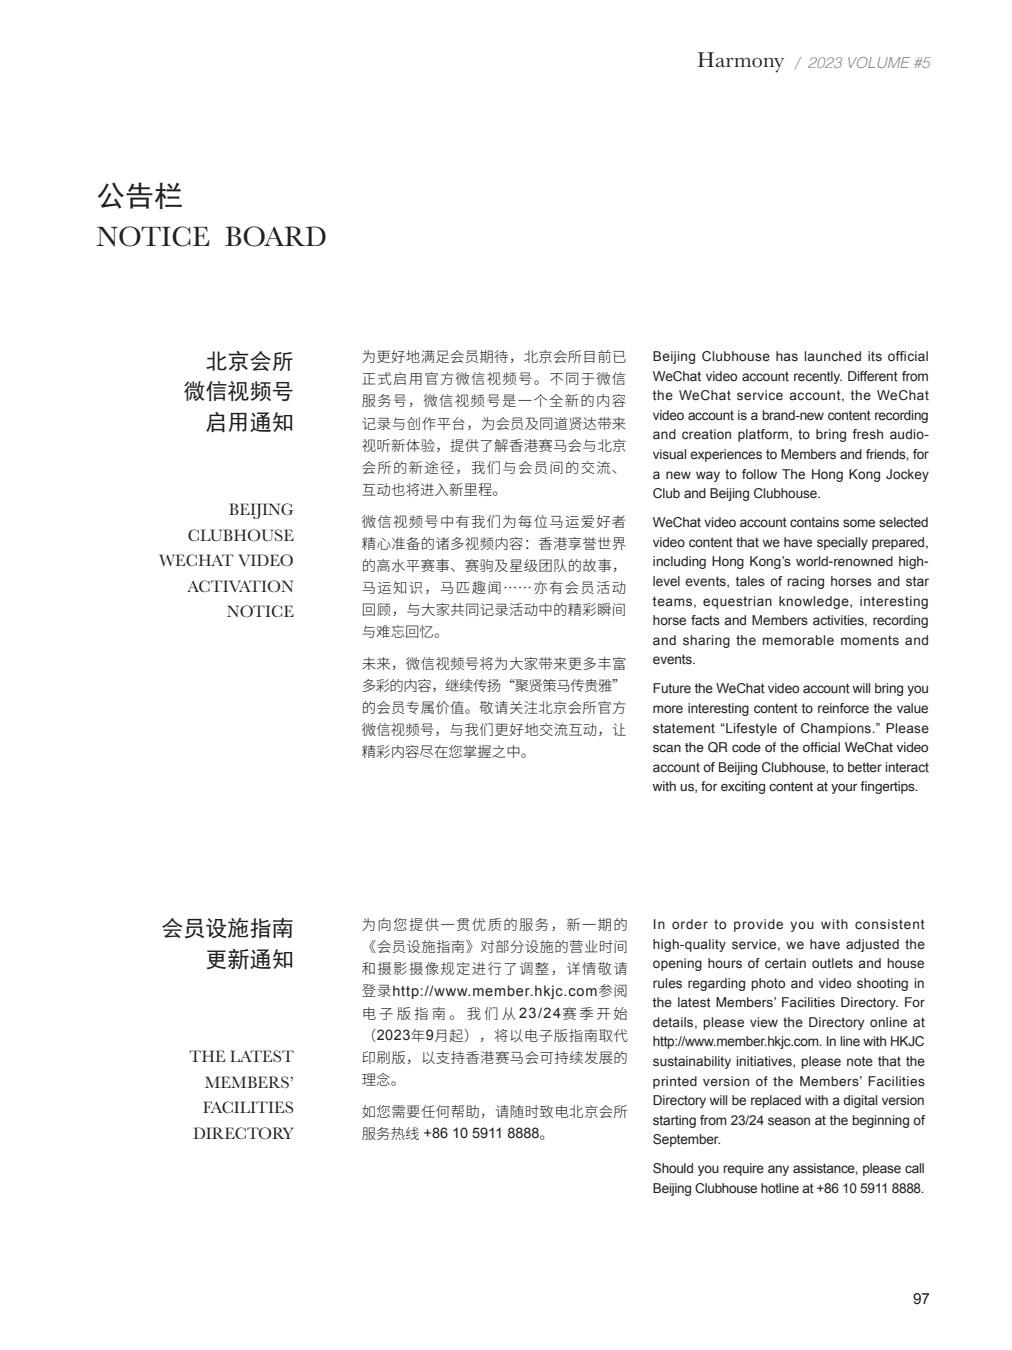 Harmony / 2023 VOLUME #5
公告栏
NOTICE BOARD
北京会所
微信视频号
启用通知
BEIJING
CLUBHOUSE
WECHAT VIDEO
ACTIVATION
NOTICE
为更好地满足会员期待，北京会所目前已
正式启用官方微信视频号。不同于微信
服务号，微信视频号是一个全新的内容
记录与创作平台，为会员及同道贤达带来
视听新体验，提供了解香港赛马会与北京
会所的新途径，我们与会员间的交流、
互动也将进入新里程。
微信视频号中有我们为每位马运爱好者
精心准备的诸多视频内容：香港享誉世界
的高水平赛事、赛驹及星级团队的故事，
马运知识，马匹趣闻……亦有会员活动
回顾，与大家共同记录活动中的精彩瞬间
与难忘回忆。
未来，微信视频号将为大家带来更多丰富
多彩的内容，继续传扬“聚贤策马传贵雅”
的会员专属价值。敬请关注北京会所官方
微信视频号，与我们更好地交流互动，让
精彩内容尽在您掌握之中。
Beijing Clubhouse has launched its official
WeChat video account recently. Different from
the WeChat service account, the WeChat
video account is a brand-new content recording
and creation platform, to bring fresh audio-
visual experiences to Members and friends, for
a new way to follow The Hong Kong Jockey
Club and Beijing Clubhouse.
WeChat video account contains some selected
video content that we have specially prepared,
including Hong Kong’s world-renowned high-
level events, tales of racing horses and star
teams, equestrian knowledge, interesting
horse facts and Members activities, recording
and sharing the memorable moments and
events.
Future the WeChat video account will bring you
more interesting content to reinforce the value
statement “Lifestyle of Champions.” Please
scan the QR code of the official WeChat video
account of Beijing Clubhouse, to better interact
with us, for exciting content at your fingertips.
会员设施指南
更新通知
THE LATEST
MEMBERS’
FACILITIES
DIRECTORY
为向您提供一贯优质的服务，新一期的
《会员设施指南》对部分设施的营业时间
和摄影摄像规定进行了调整，详情敬请
登录http://www.member.hkjc.com参阅
电子版指南。我们从23/24赛季开始
（2023年9月起），将以电子版指南取代
印刷版，以支持香港赛马会可持续发展的
理念。
如您需要任何帮助，请随时致电北京会所
服务热线 +86 10 5911 8888。
In order to provide you with consistent
high-quality service, we have adjusted the
opening hours of certain outlets and house
rules regarding photo and video shooting in
the latest Members’ Facilities Directory. For
details, please view the Directory online at
http://www.member.hkjc.com. In line with HKJC
sustainability initiatives, please note that the
printed version of the Members’ Facilities
Directory will be replaced with a digital version
starting from 23/24 season at the beginning of
September.
Should you require any assistance, please call
Beijing Clubhouse hotline at +86 10 5911 8888.
97